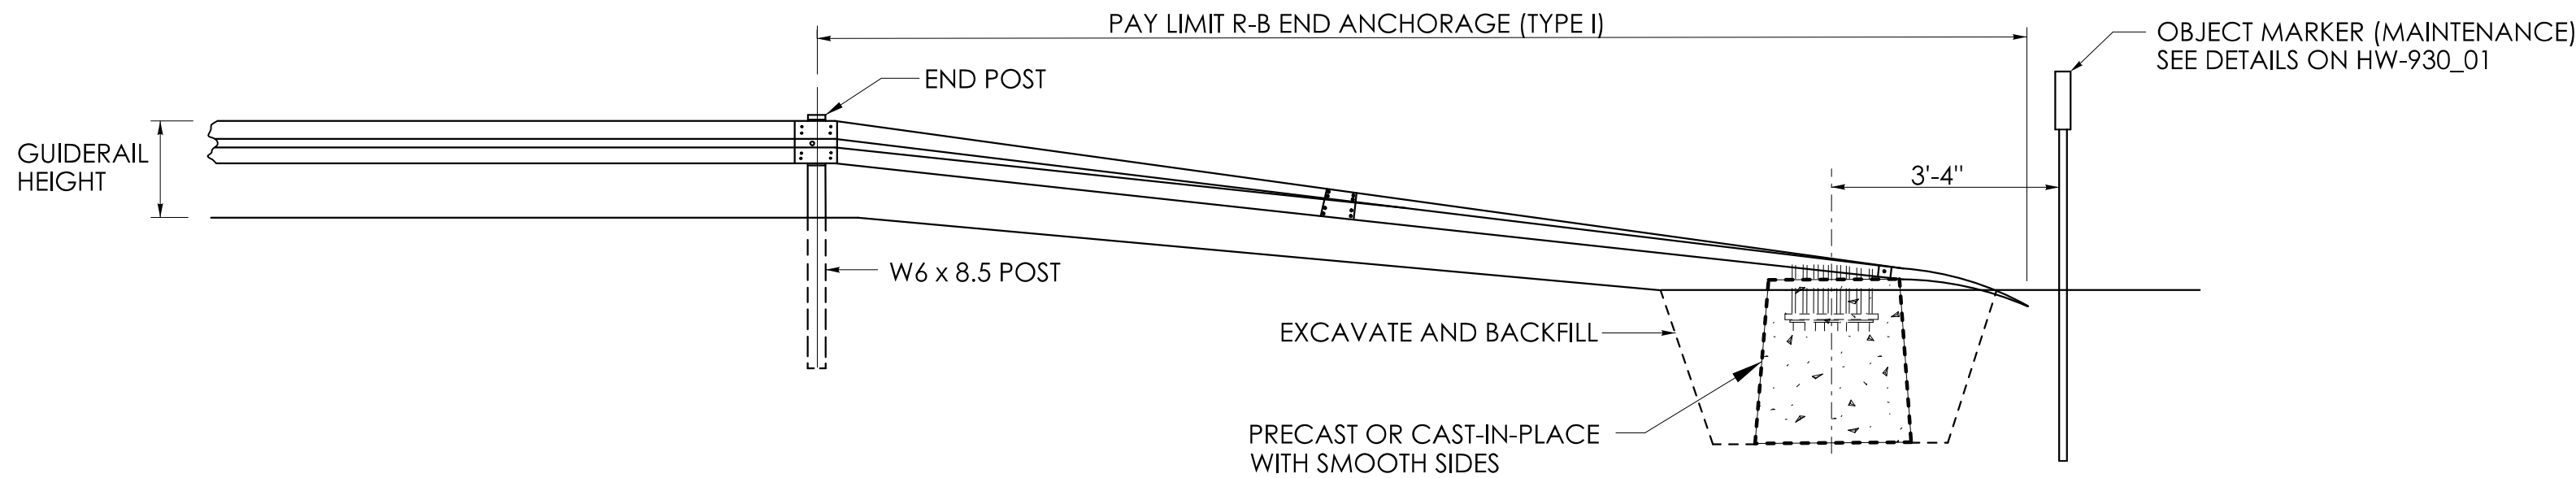 PAY LIMIT R-B END ANCHORAGE (TYPE I)
OBJECT MARKER (MAINTENANCE)
SEE DETAILS ON HW-930_01
END POST
GUIDERAIL
HEIGHT
3'-4"
W6 x 8.5 POST
EXCAVATE AND BACKFILL
PRECAST OR CAST-IN-PLACE
WITH SMOOTH SIDES